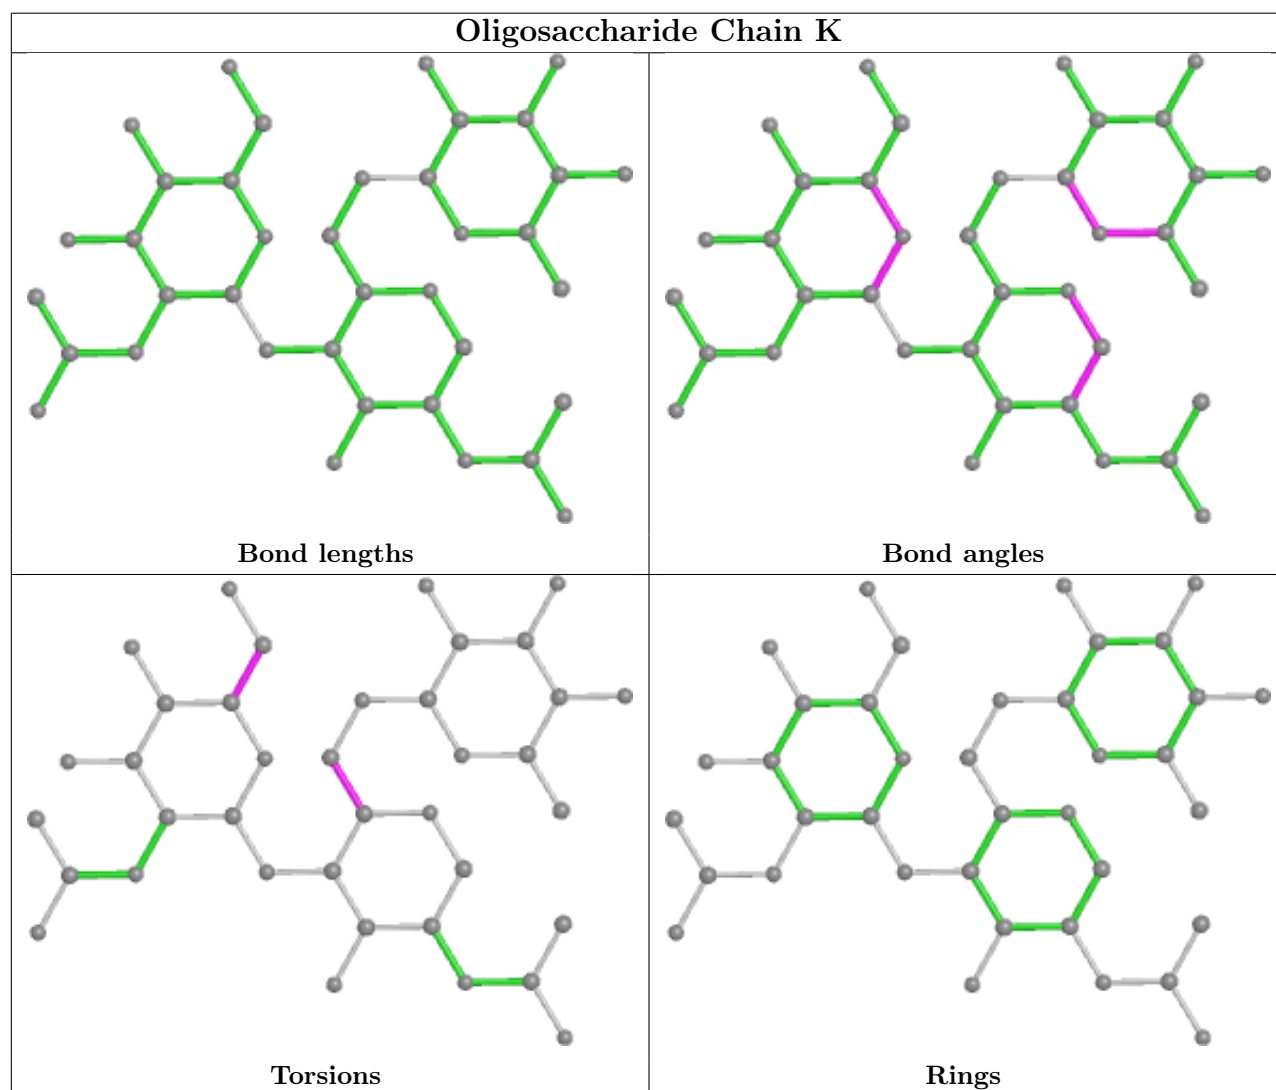 Oligosaccharide Chain K
Bond lengths
Bond angles
Torsions
Rings